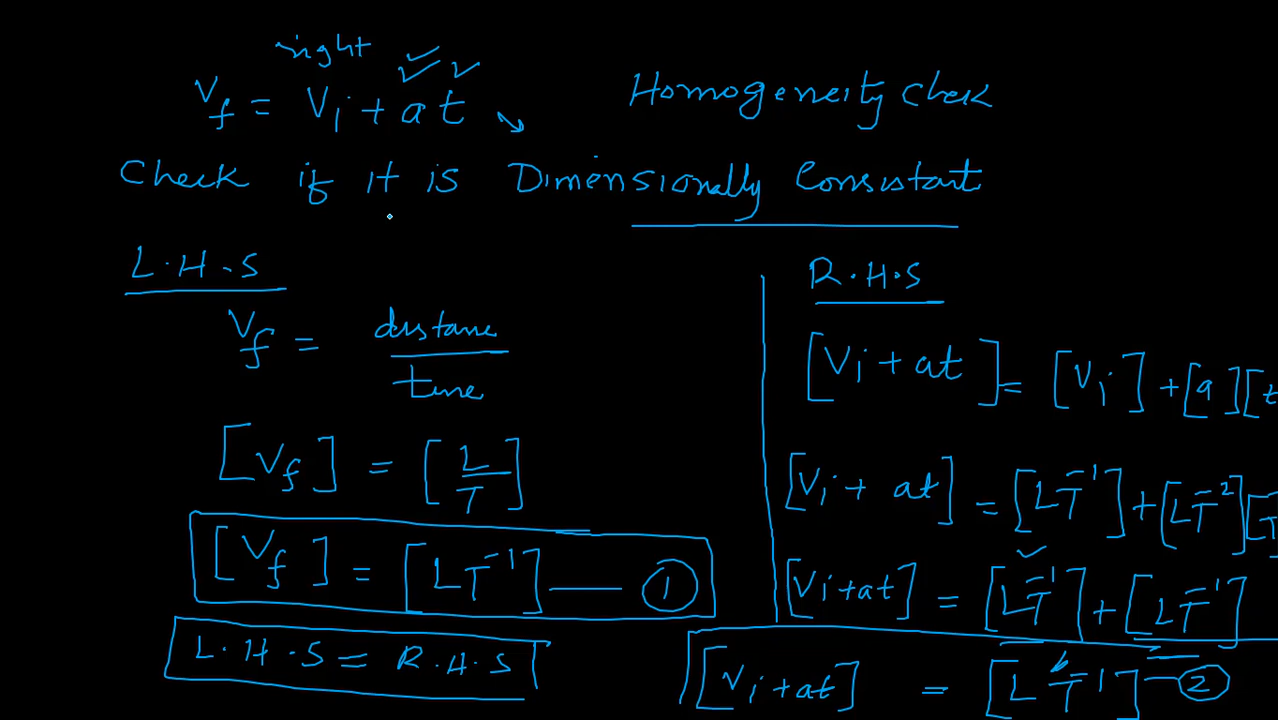 right
Vf = Vi + at
Homogeneity Check
Check if it is Dimensionally Consistant
L.H.S
Vf = distane / time
[Vf] = [L/T]
[Vf] = [LT⁻¹] —— ①
L.H.S = R.H.S
R.H.S
[Vi + at] = [Vi] + [a][t
[Vi + at] = [LT⁻¹] + [LT⁻²][T
[Vi + at] = [LT⁻¹] + [LT⁻¹]
[Vi + at] = [LT⁻¹] — ②